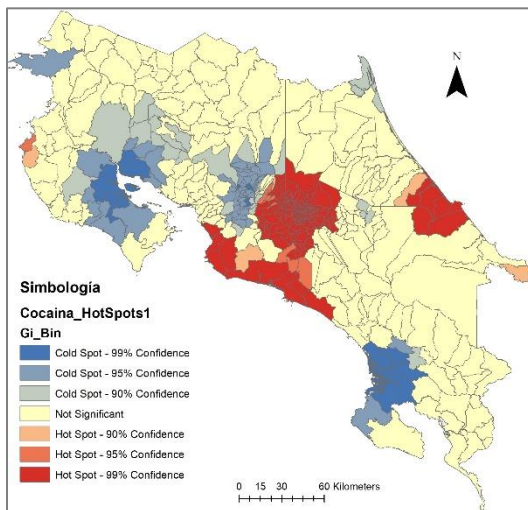 N
Simbología
Cocaina_HotSpots1
Gi_Bin
Cold Spot - 99% Confidence
Cold Spot - 95% Confidence
Cold Spot - 90% Confidence
Not Significant
Hot Spot - 90% Confidence
Hot Spot - 95% Confidence
Hot Spot - 99% Confidence
0 15 30 60 Kilometers